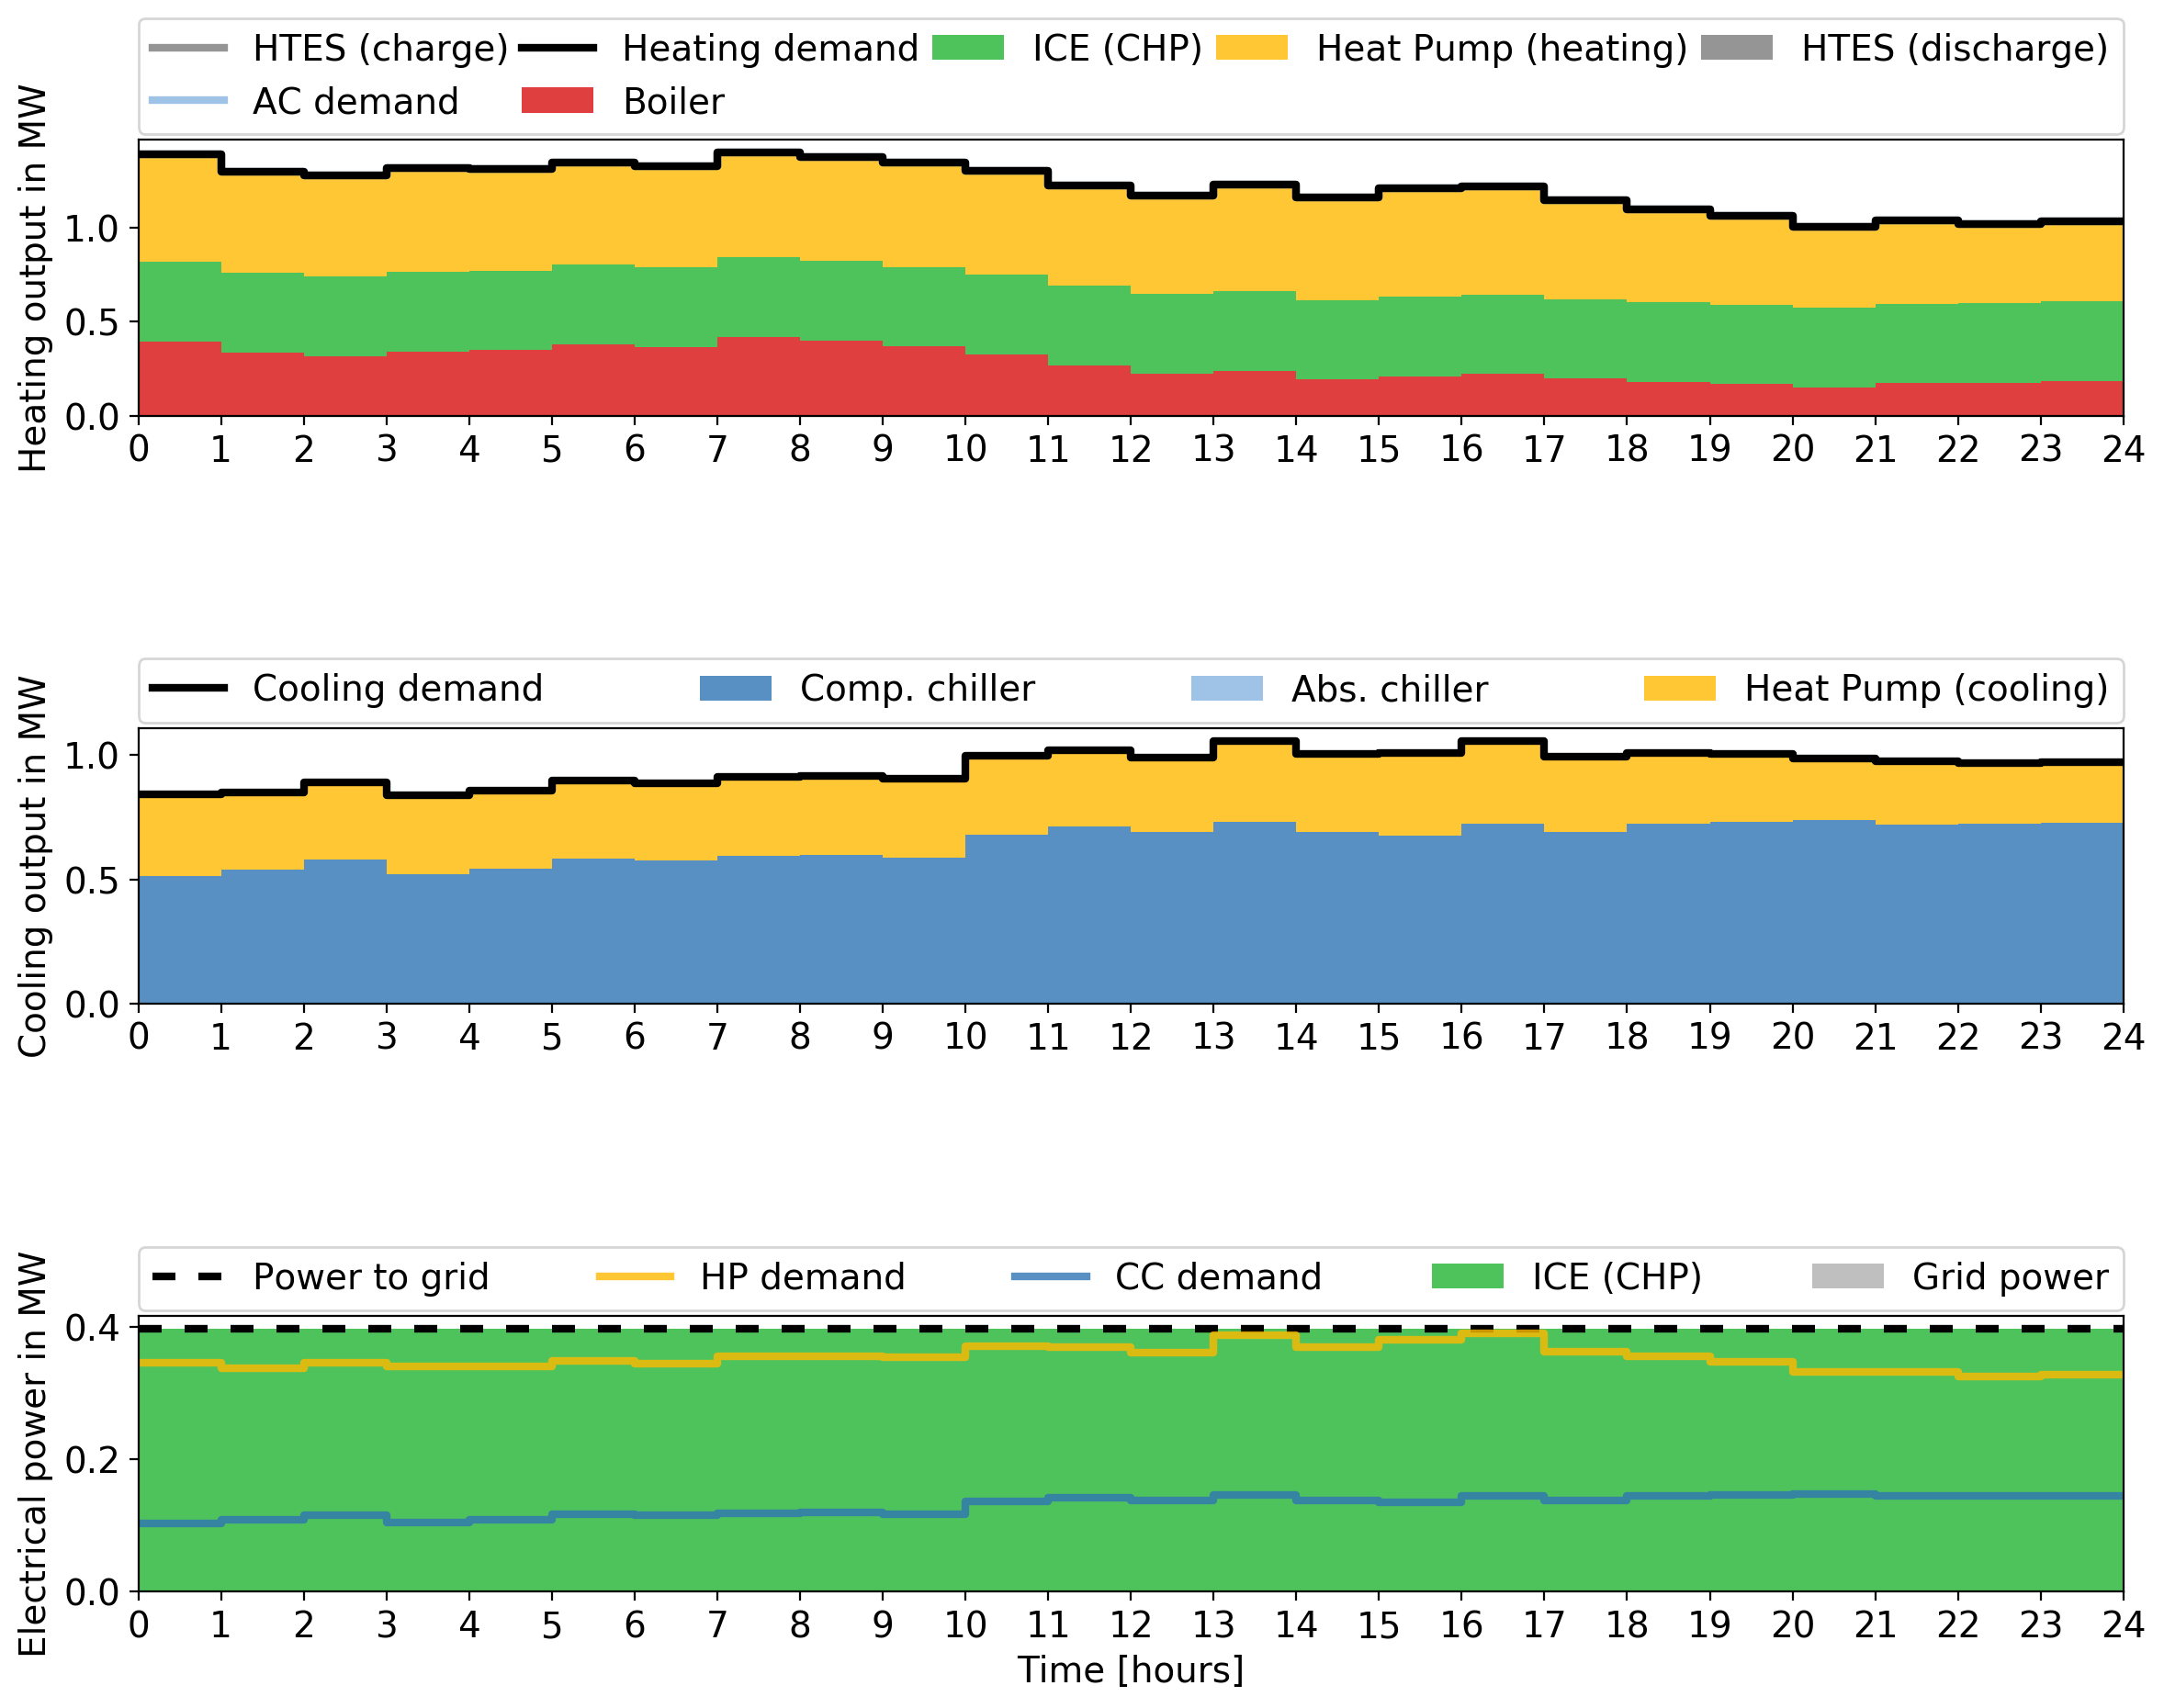 HTES (charge) Heating demand ICE (CHP) Heat Pump (heating) HTES (discharge)
AC demand Boiler
Heating output in MW
1.0
0.5
0.0
0 1 2 3 4 5 6 7 8 9 10 11 12 13 14 15 16 17 18 19 20 21 22 23 24
Cooling demand Comp. chiller Abs. chiller Heat Pump (cooling)
Cooling output in MW
1.0
0.5
0.0
0 1 2 3 4 5 6 7 8 9 10 11 12 13 14 15 16 17 18 19 20 21 22 23 24
Power to grid HP demand CC demand ICE (CHP) Grid power
Electrical power in MW
0.4
0.2
0.0
0 1 2 3 4 5 6 7 8 9 10 11 12 13 14 15 16 17 18 19 20 21 22 23 24
Time [hours]